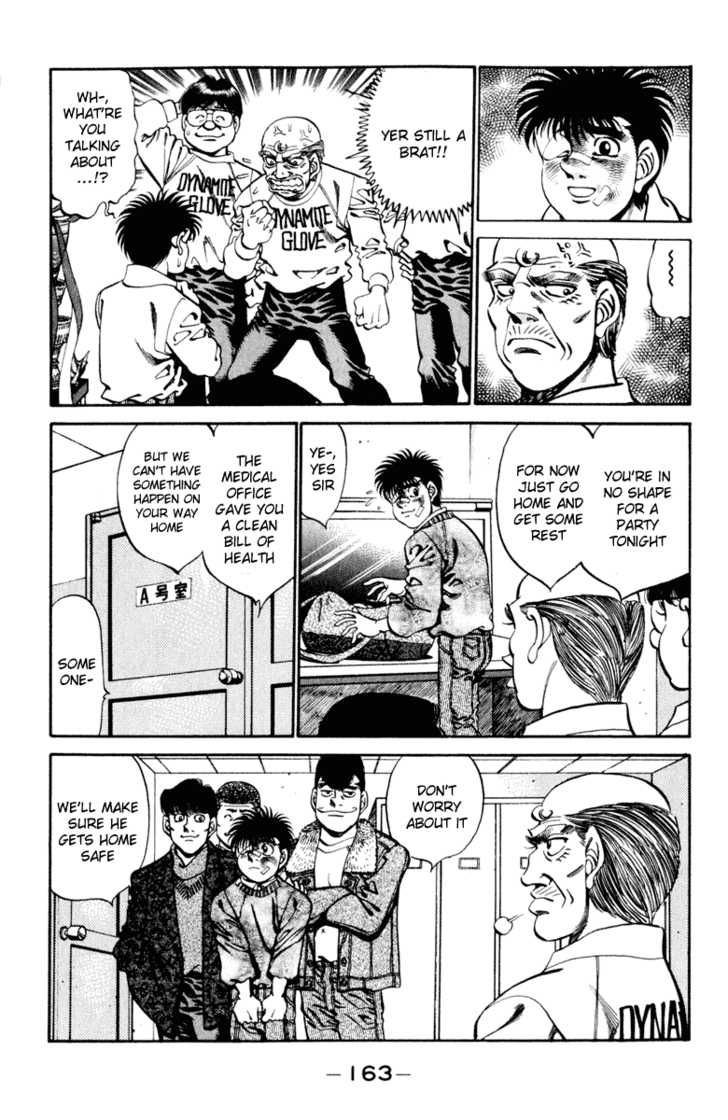 .......
YER STILL A
BRAT!!
WH-,
WHAT'RE
YOU
TALKING
ABOUT
...!?
DYNAMITE
GLOVE
DYNAMITE
GLOVE
YOU'RE IN
NO SHAPE
FOR A
PARTY
TONIGHT
FOR NOW
JUST GO
HOME AND
GET SOME
REST
YE-,
YES
SIR
THE
MEDICAL
OFFICE
GAVE YOU
A CLEAN
BILL OF
HEALTH
BUT WE
CAN'T HAVE
SOMETHING
HAPPEN ON
YOUR WAY
HOME
A号室
SOME
ONE-
DON'T
WORRY
ABOUT IT
WE'LL MAKE
SURE HE
GETS HOME
SAFE
DYNA
-163-